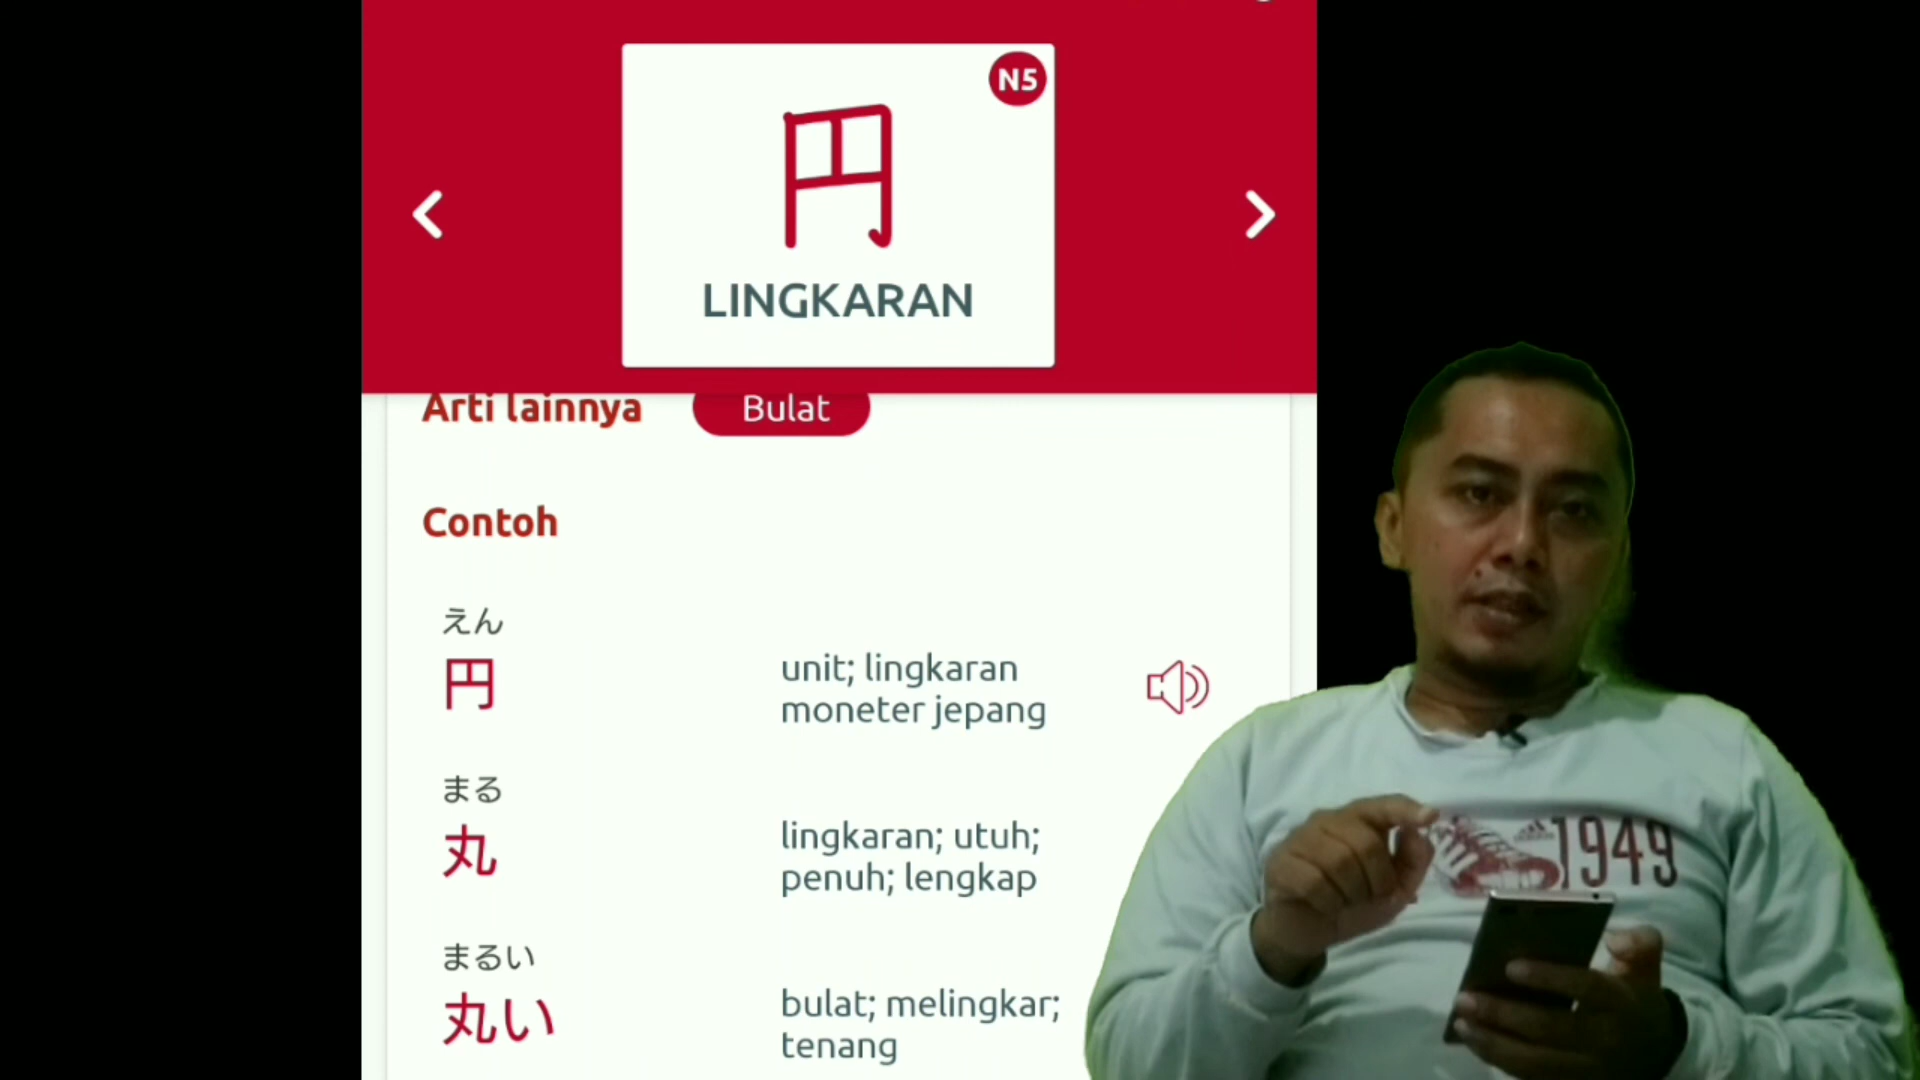 N5
円
LINGKARAN
Arti lainnya
Bulat
Contoh
えん
円
unit; lingkaran
moneter jepang
まる
丸
lingkaran; utuh;
penuh; lengkap
まるい
丸い
bulat; melingkar;
tenang
1949